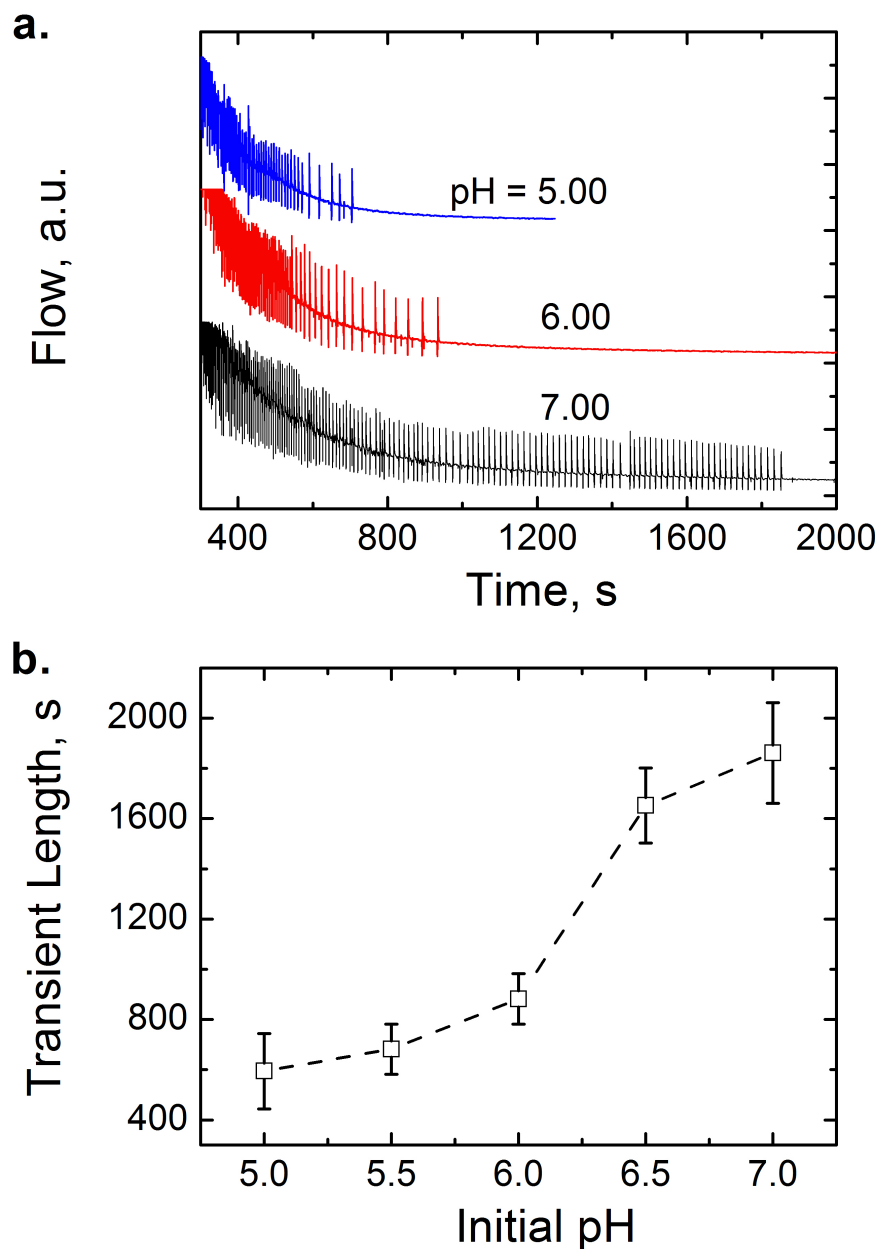 a.
Flow, a.u.
pH = 5.00
6.00
7.00
400 800 1200 1600 2000
Time, s
b.
Transient Length, s
2000
1600
1200
800
400
5.0 5.5 6.0 6.5 7.0
Initial pH